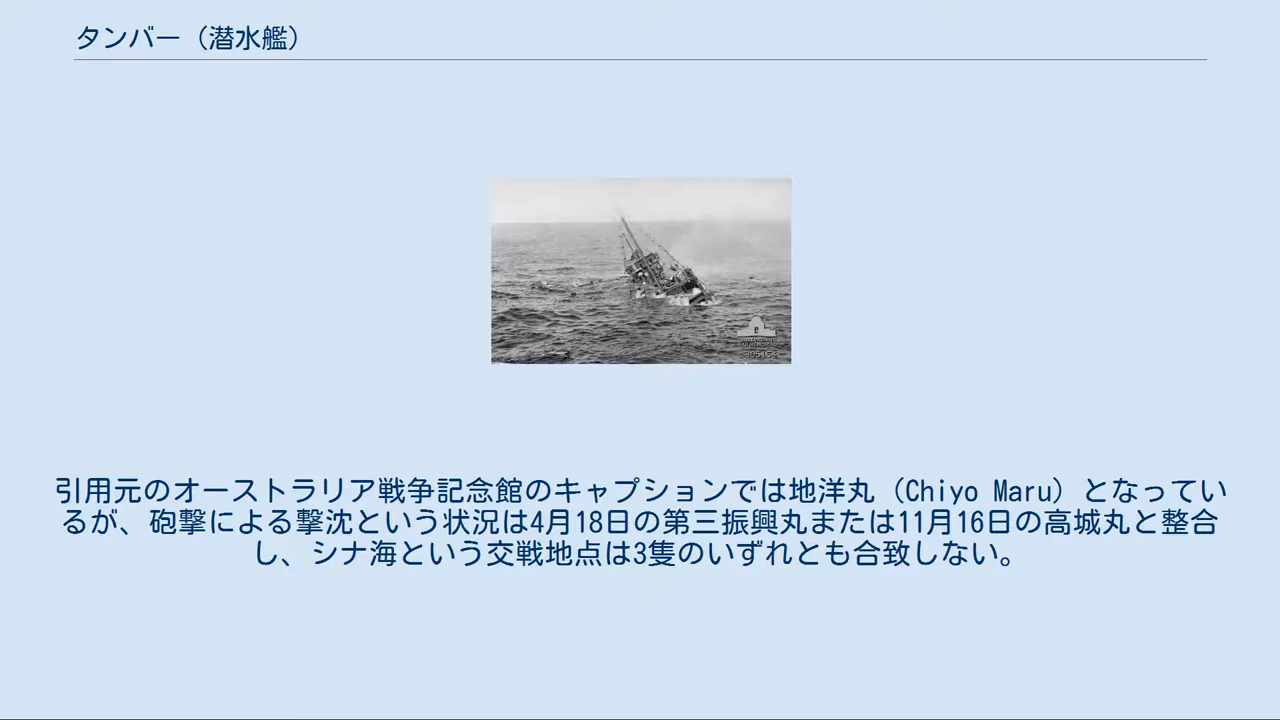 タンバー（潜水艦）
引用元のオーストラリア戦争記念館のキャプションでは地洋丸（Chiyo Maru）となってい
るが、砲撃による撃沈という状況は4月18日の第三振興丸または11月16日の高城丸と整合
し、シナ海という交戦地点は3隻のいずれとも合致しない。